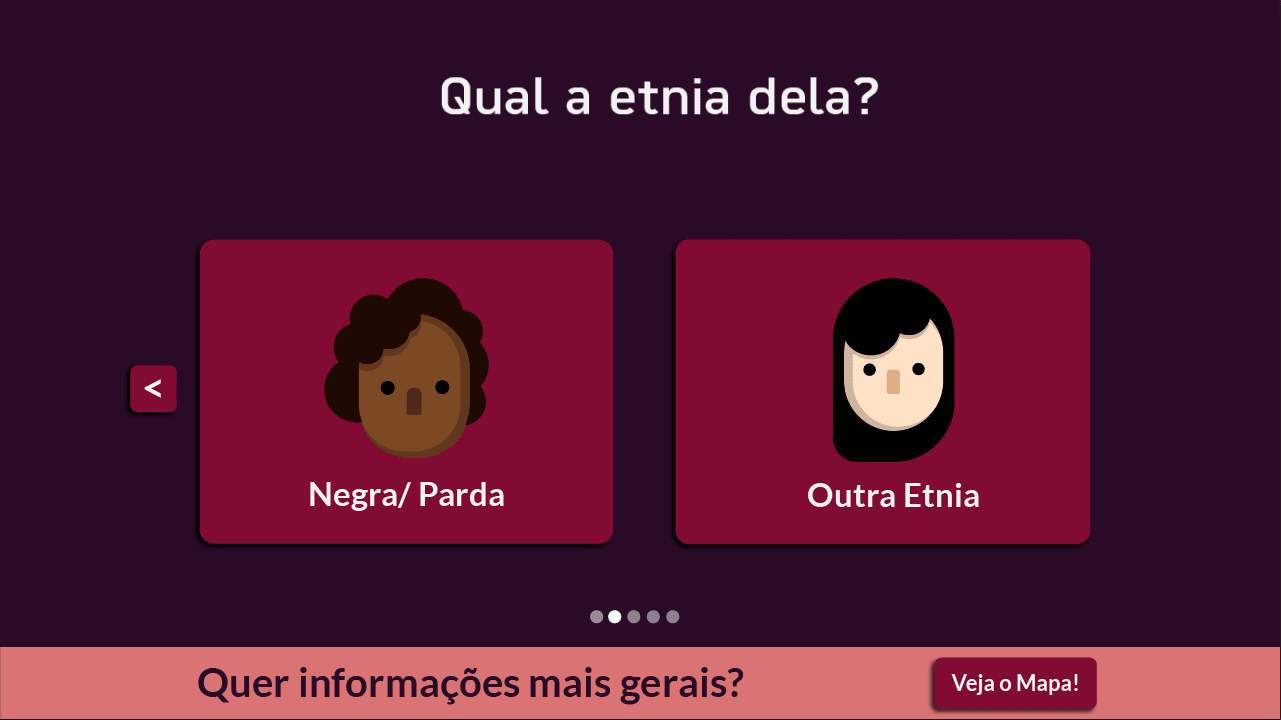 Qual a etnia dela?
<
Negra/ Parda
Outra Etnia
Quer informações mais gerais?
Veja o Mapa!